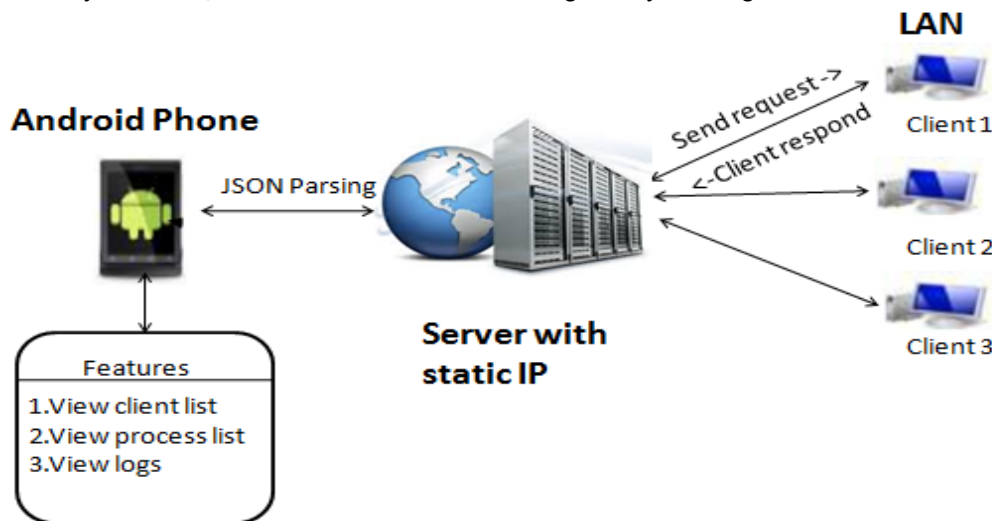 LAN
Send request ->
Android Phone
<-Client respond
Client 1
JSON Parsing
Client 2
Server with
static IP
Client 3
Features
1.View client list
2.View process list
3.View logs